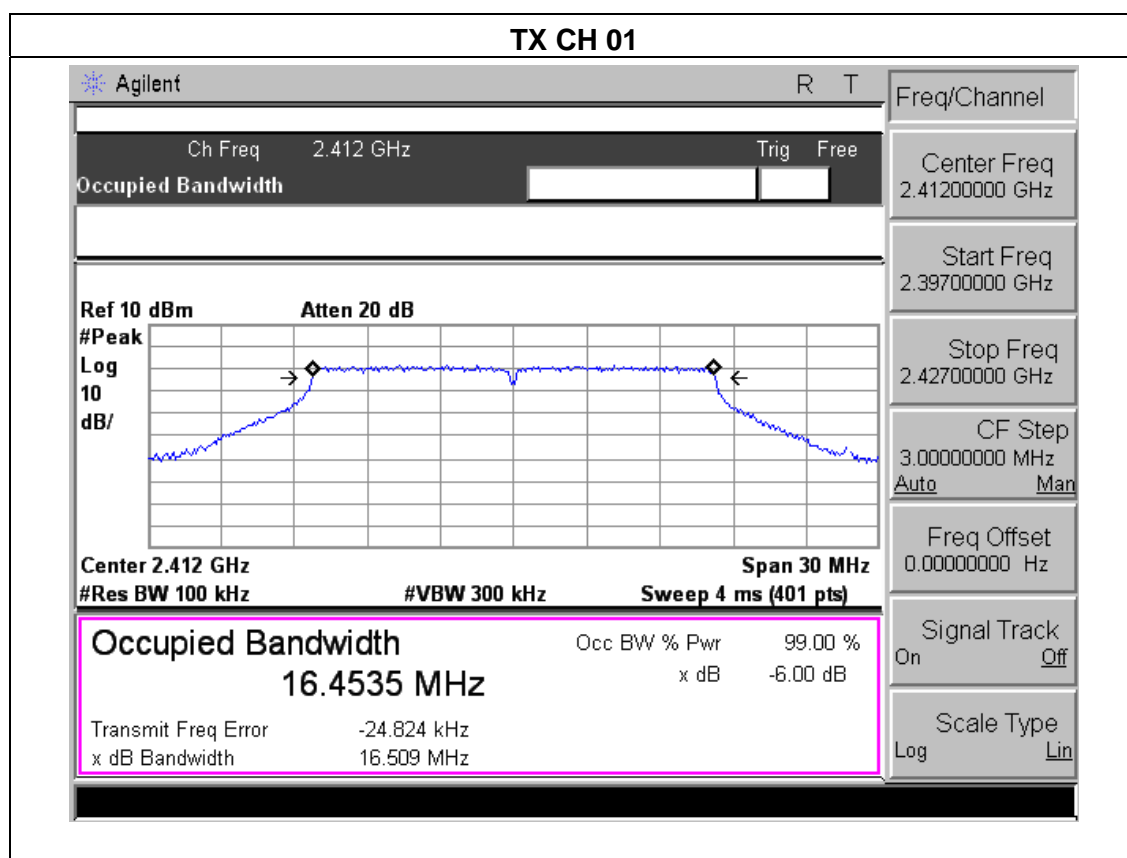 TX CH 01
Agilent R T
Freq/Channel
Ch Freq 2.412 GHz Trig Free
Occupied Bandwidth
Center Freq
2.41200000 GHz
Start Freq
2.39700000 GHz
Ref 10 dBm Atten 20 dB
#Peak
Log
10
dB/
Stop Freq
2.42700000 GHz
CF Step
3.00000000 MHz
Auto Man
Center 2.412 GHz Span 30 MHz
#Res BW 100 kHz #VBW 300 kHz Sweep 4 ms (401 pts)
Freq Offset
0.00000000 Hz
Occupied Bandwidth Occ BW % Pwr 99.00 %
16.4535 MHz x dB -6.00 dB
Transmit Freq Error -24.824 kHz
x dB Bandwidth 16.509 MHz
Signal Track
On Off
Scale Type
Log Lin